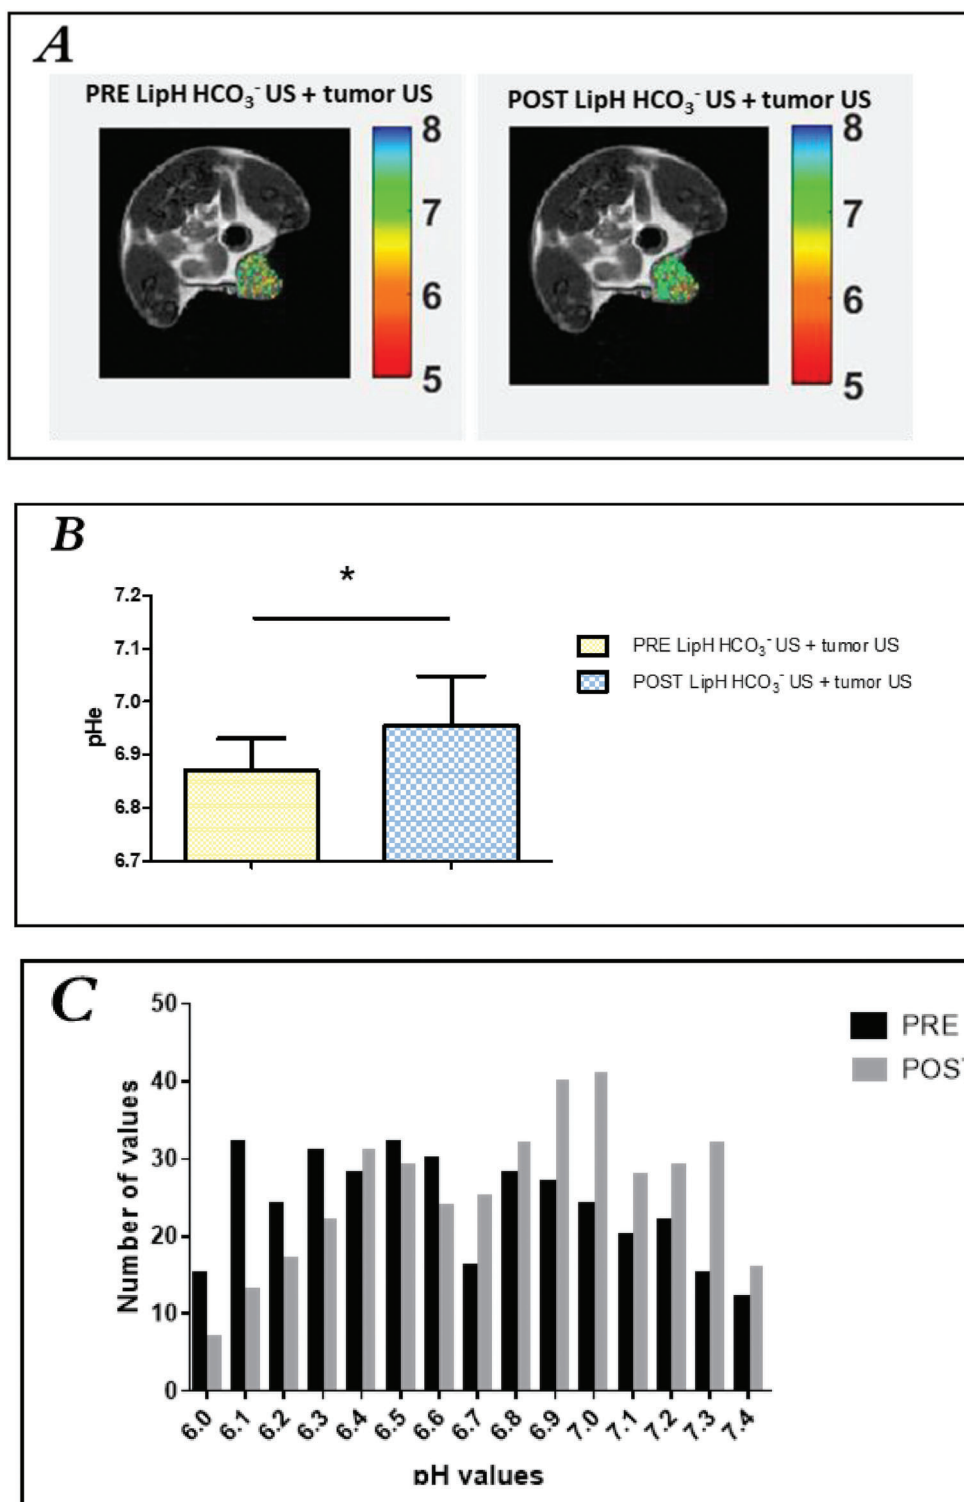 A
PRE LipH HCO₃⁻ US + tumor US
POST LipH HCO₃⁻ US + tumor US
8
7
6
5
8
7
6
5
B
*
7.2
7.1
7.0
6.9
6.8
6.7
pHe
PRE LipH HCO₃⁻ US + tumor US
POST LipH HCO₃⁻ US + tumor US
C
50
40
30
20
10
0
Number of values
PRE
POST
6.0 6.1 6.2 6.3 6.4 6.5 6.6 6.7 6.8 6.9 7.0 7.1 7.2 7.3 7.4
pH values